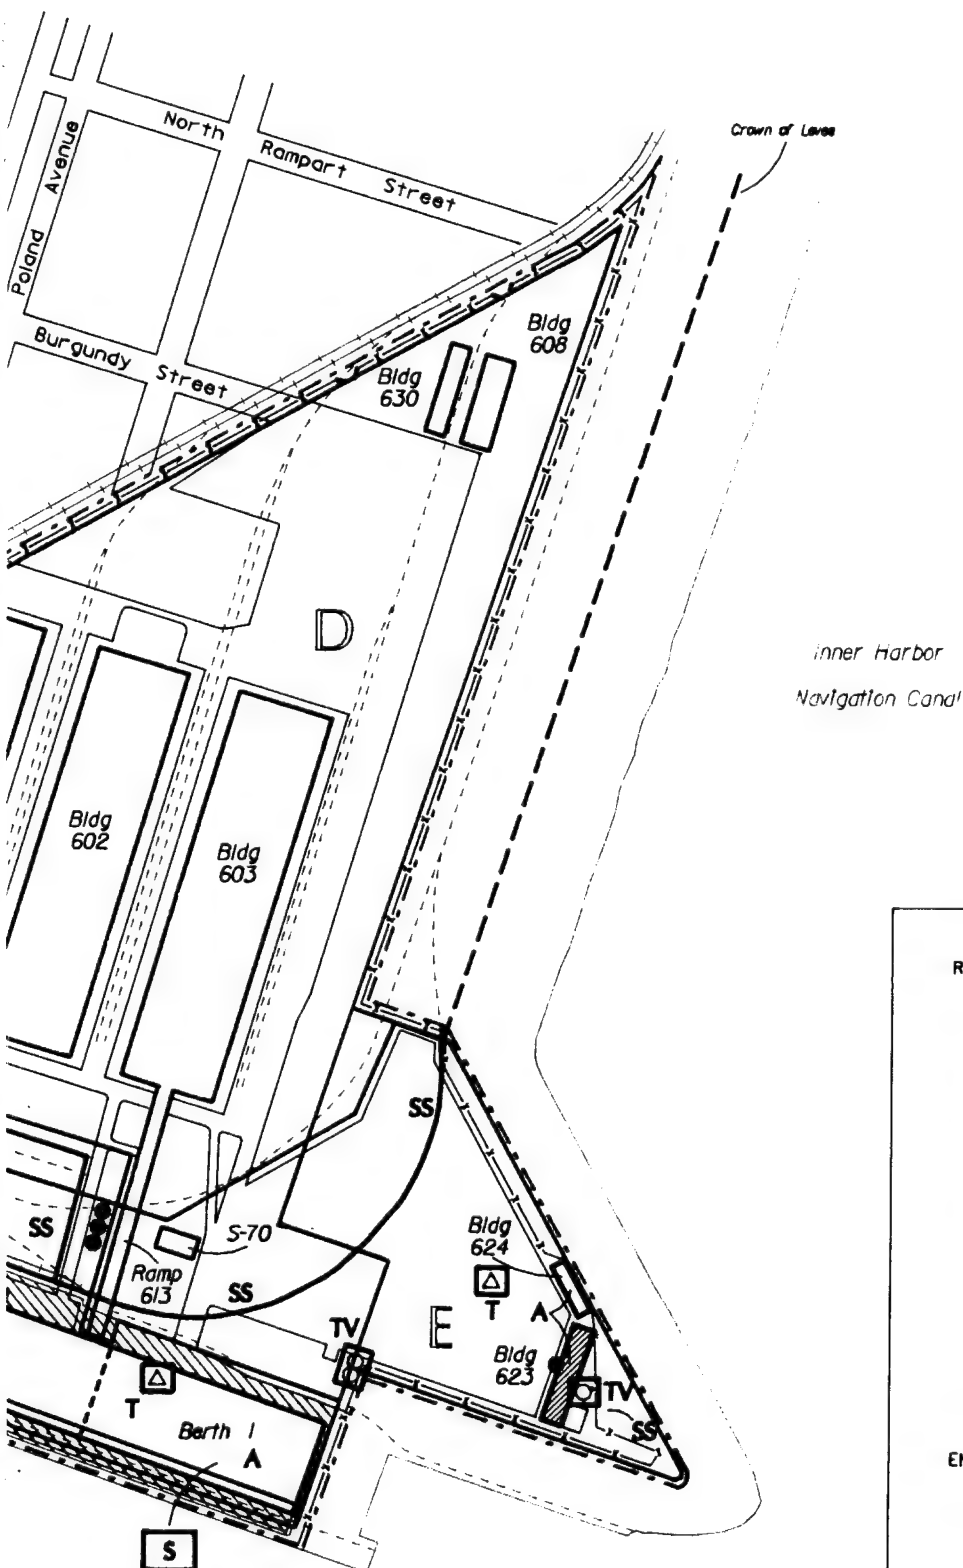 North Rampart Street
Crown of Levee
Poland Avenue
Burgundy Street
Bldg
608
Bldg
630
D
Inner Harbor
Navigation Canal
Bldg
602
Bldg
603
R
SS
SS
S-70
Bldg
624
Ramp
613
SS
T
A
E
TV
Bldg
623
TV
T
SS
Berth 1
A
EN
S